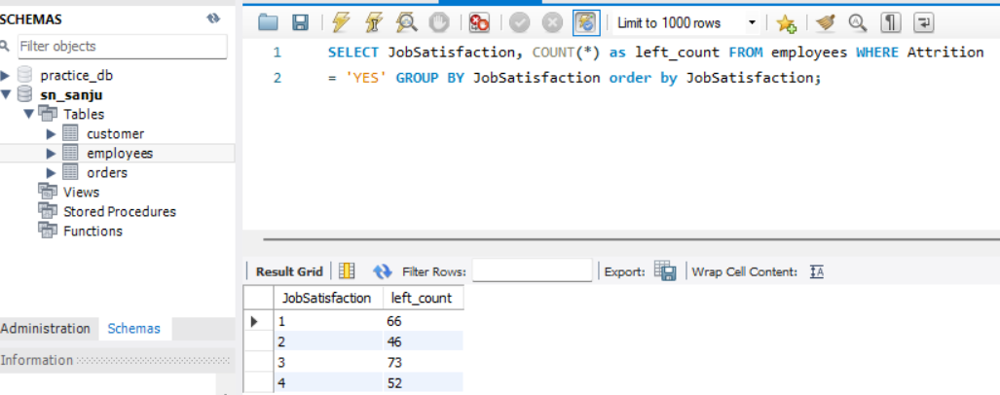 SCHEMAS
Filter objects
practice_db
sn_sanju
Tables
customer
employees
orders
Views
Stored Procedures
Functions
Administration Schemas
Information
Limit to 1000 rows
1 SELECT JobSatisfaction, COUNT(*) as left_count FROM employees WHERE Attrition
2 = 'YES' GROUP BY JobSatisfaction order by JobSatisfaction;
Result Grid Filter Rows: Export: Wrap Cell Content:
JobSatisfaction left_count
1 66
2 46
3 73
4 52